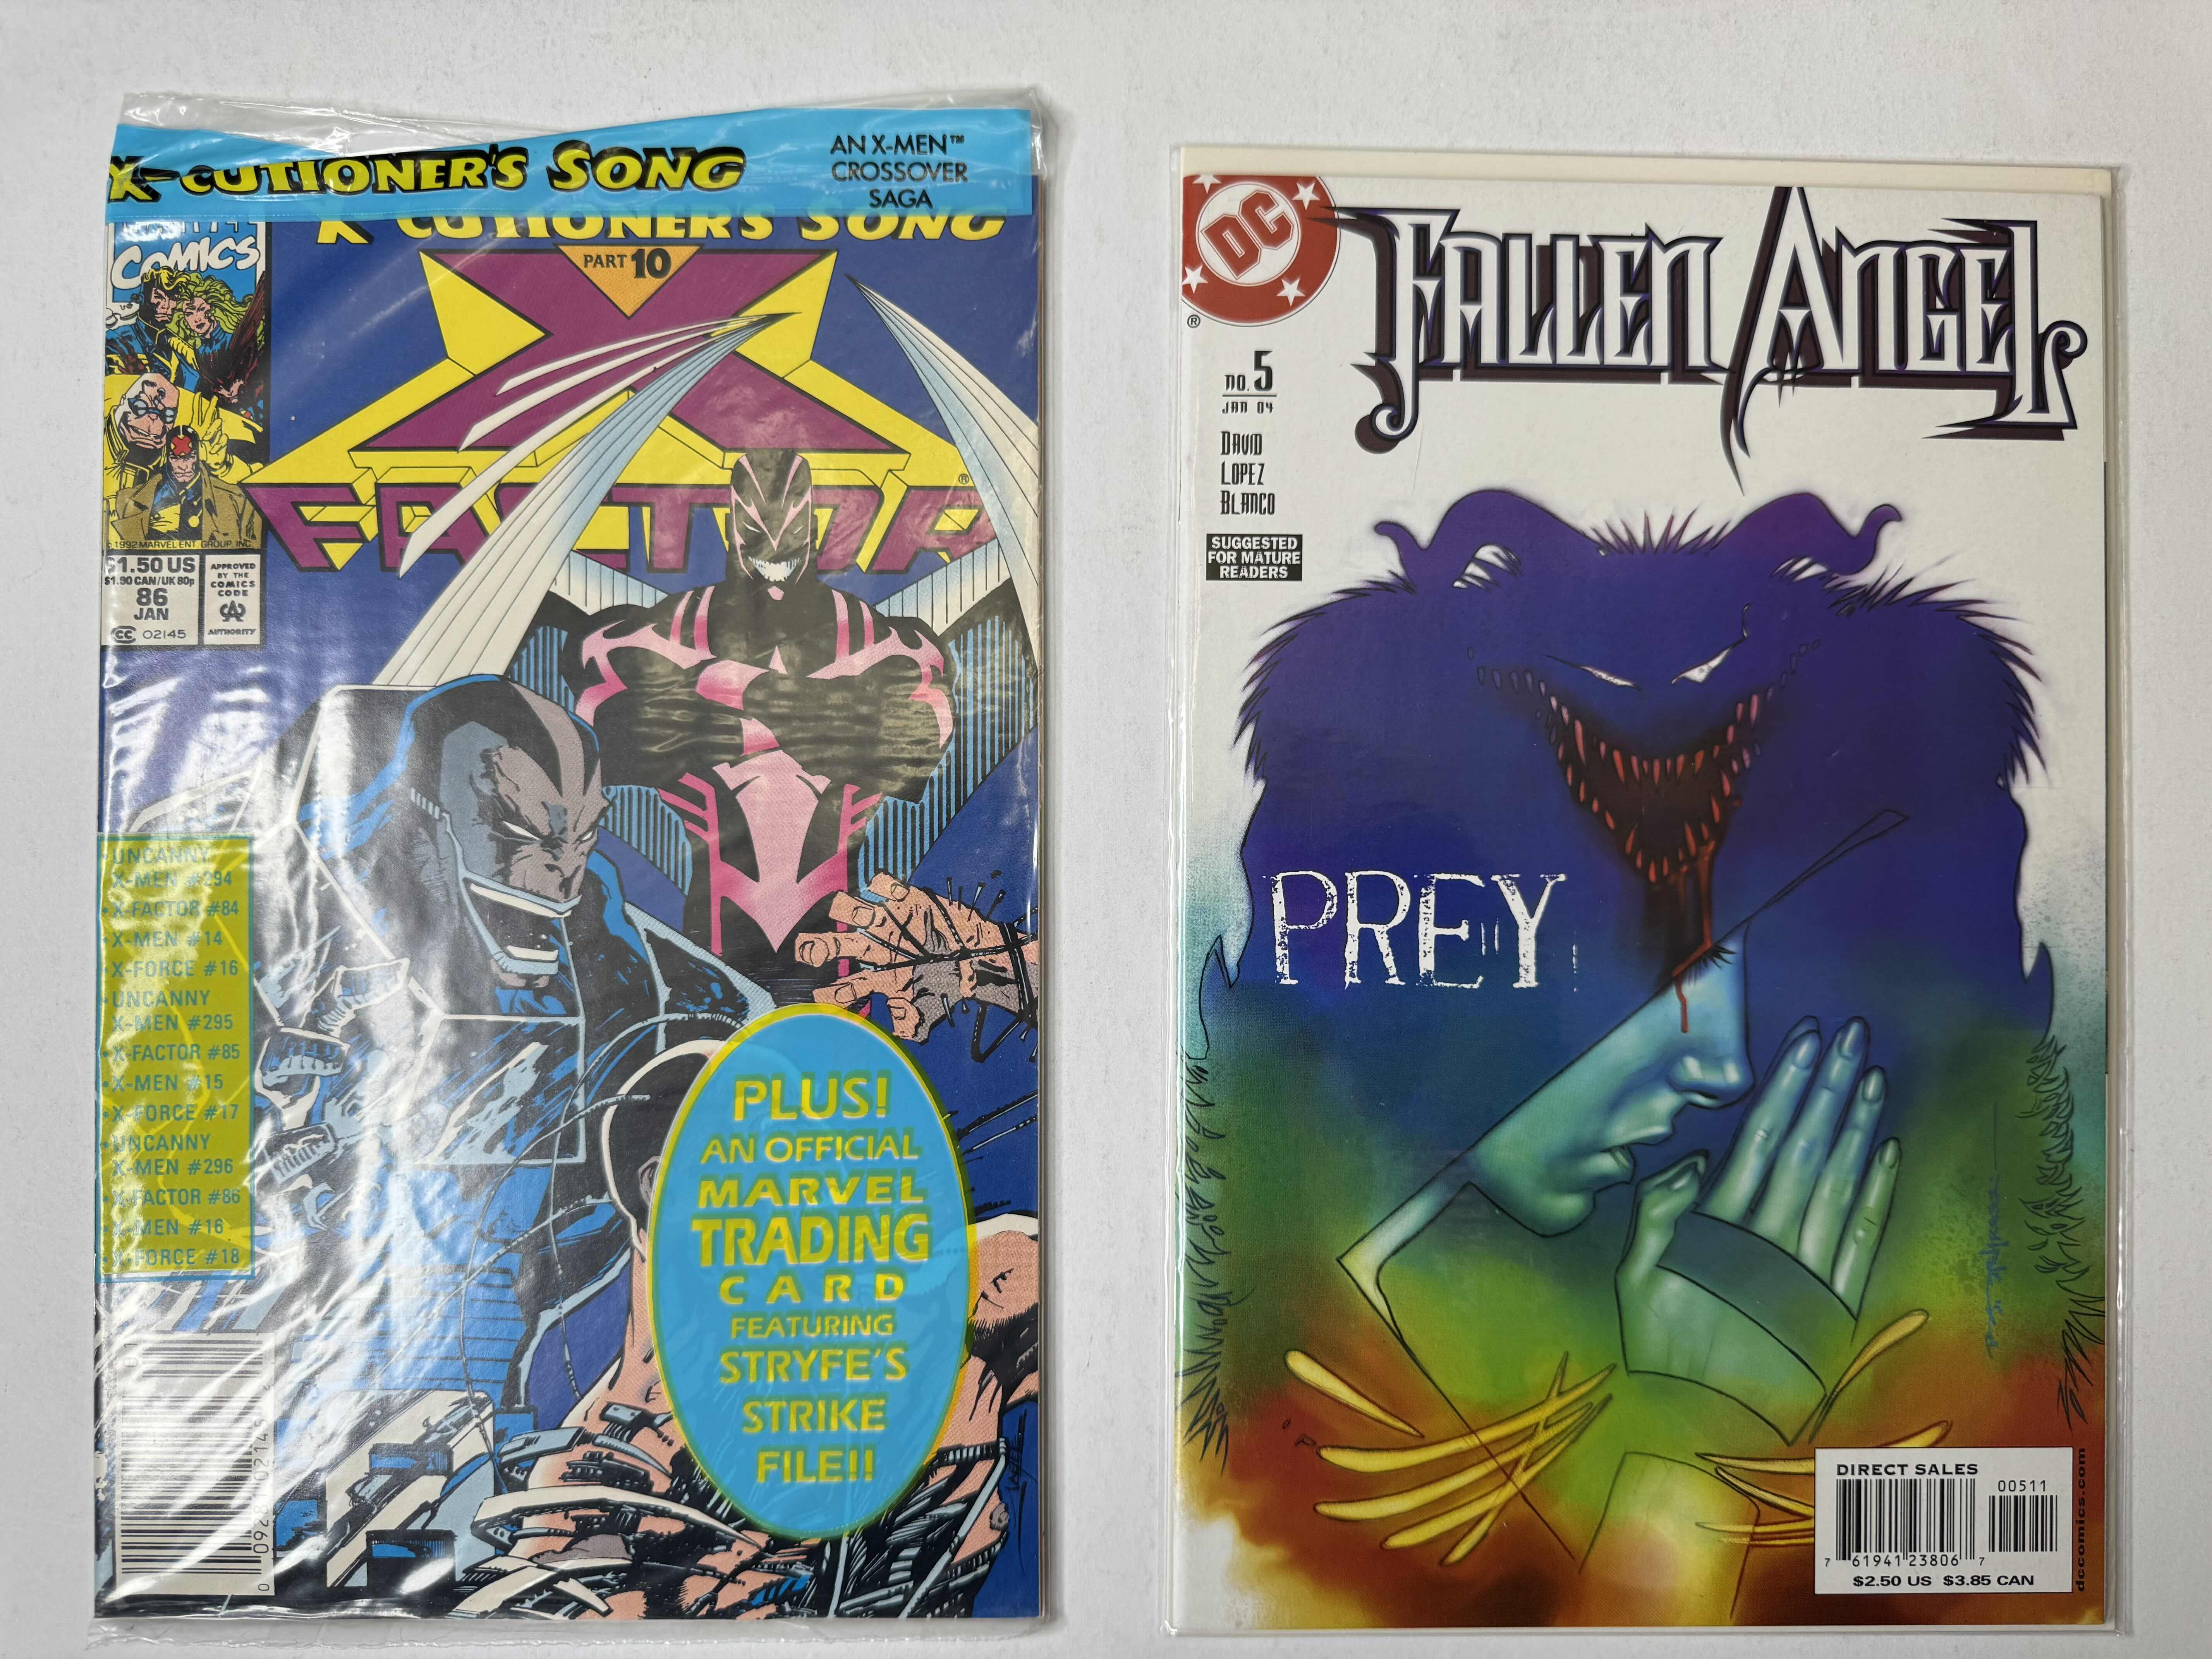 X-CUTIONER'S SONG
AN X-MEN™
CROSSOVER
SAGA
X-CUTIONER'S SONG
COMICS
PART 10
X
FACTOR®
© 1992 MARVEL ENT. GROUP, INC.
$1.50 US
$1.90 CAN/UK 80p
86
JAN
CC 02145
APPROVED
BY THE
COMICS
CODE
CA
AUTHORITY
• UNCANNY
X-MEN #294
• X-FACTOR #84
• X-MEN #14
• X-FORCE #16
• UNCANNY
X-MEN #295
• X-FACTOR #85
• X-MEN #15
• X-FORCE #17
• UNCANNY
X-MEN #296
• X-FACTOR #86
• X-MEN #16
• X-FORCE #18
PLUS!
AN OFFICIAL
MARVEL
TRADING
CARD
FEATURING
STRYFE'S
STRIKE
FILE!!
DC
®
FALLEN ANGEL
NO. 5
JAN 04
DAVID
LOPEZ
BLANCO
SUGGESTED
FOR MATURE
READERS
PREY
DIRECT SALES
00511
7 61941 23806 7
$2.50 US $3.85 CAN
dccomics.com